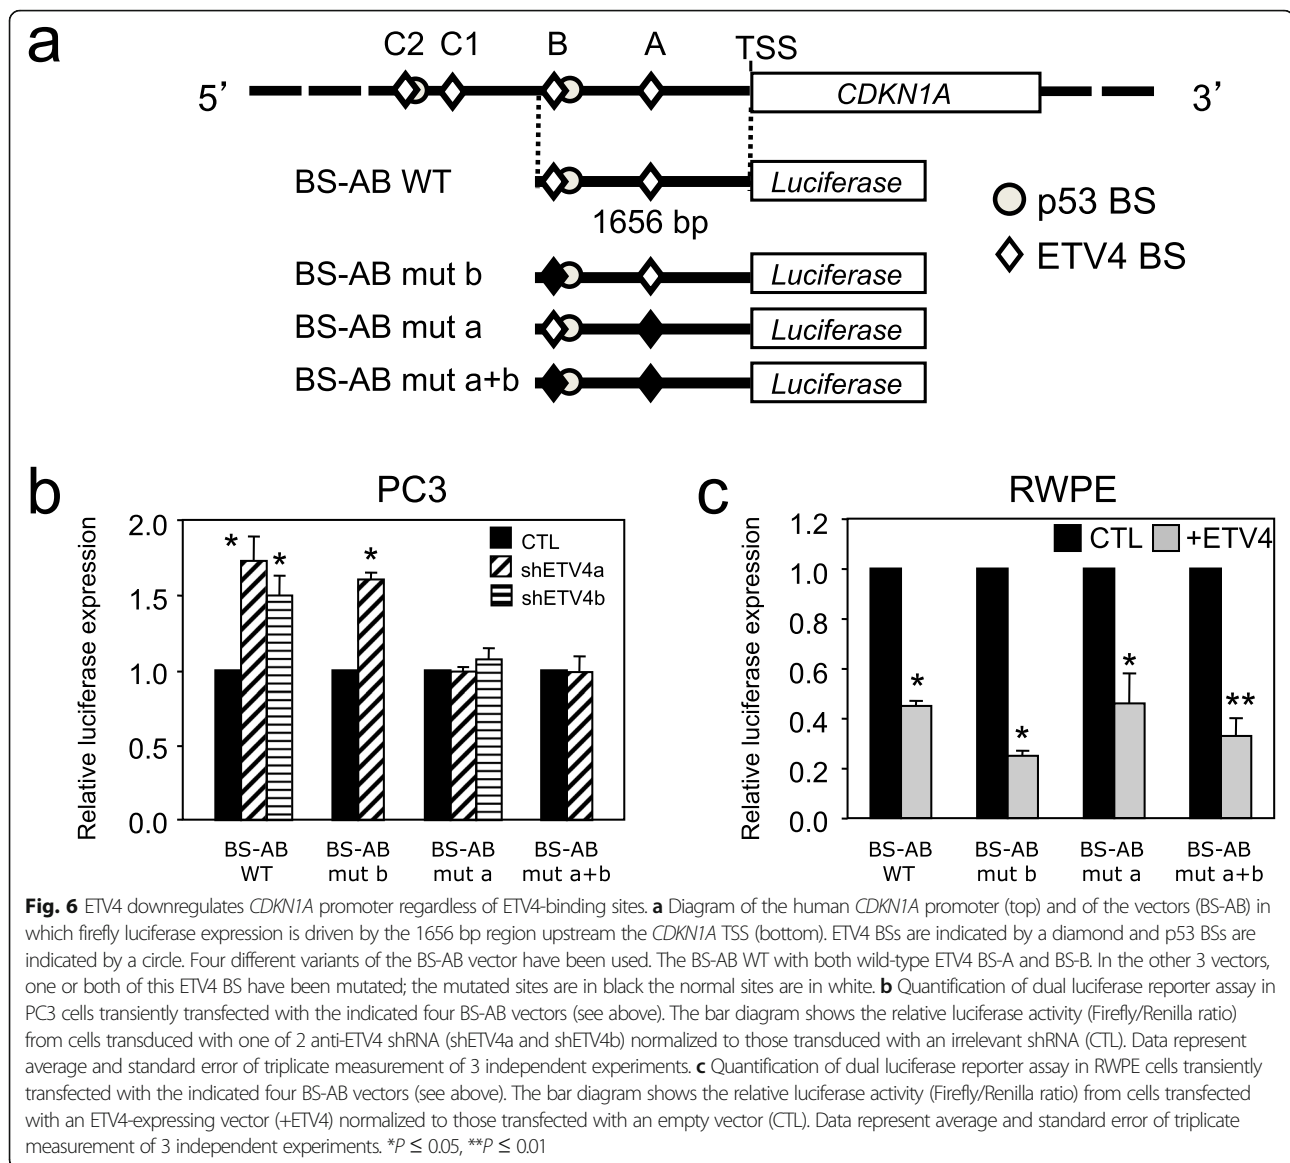 a
C2 C1 B A TSS
5’ CDKN1A 3’
BS-AB WT Luciferase
1656 bp
p53 BS
ETV4 BS
BS-AB mut b Luciferase
BS-AB mut a Luciferase
BS-AB mut a+b Luciferase
b PC3
Relative luciferase expression
2.0
1.5
1.0
0.5
0.0
* * *
CTL
shETV4a
shETV4b
BS-AB BS-AB BS-AB BS-AB
WT mut b mut a mut a+b
c RWPE
Relative luciferase expression
1.2
1.0
0.8
0.6
0.4
0.2
0.0
CTL +ETV4
* * * **
BS-AB BS-AB BS-AB BS-AB
WT mut b mut a mut a+b
Fig. 6 ETV4 downregulates CDKN1A promoter regardless of ETV4-binding sites. a Diagram of the human CDKN1A promoter (top) and of the vectors (BS-AB) in
which firefly luciferase expression is driven by the 1656 bp region upstream the CDKN1A TSS (bottom). ETV4 BSs are indicated by a diamond and p53 BSs are
indicated by a circle. Four different variants of the BS-AB vector have been used. The BS-AB WT with both wild-type ETV4 BS-A and BS-B. In the other 3 vectors,
one or both of this ETV4 BS have been mutated; the mutated sites are in black the normal sites are in white. b Quantification of dual luciferase reporter assay in
PC3 cells transiently transfected with the indicated four BS-AB vectors (see above). The bar diagram shows the relative luciferase activity (Firefly/Renilla ratio)
from cells transduced with one of 2 anti-ETV4 shRNA (shETV4a and shETV4b) normalized to those transduced with an irrelevant shRNA (CTL). Data represent
average and standard error of triplicate measurement of 3 independent experiments. c Quantification of dual luciferase reporter assay in RWPE cells transiently
transfected with the indicated four BS-AB vectors (see above). The bar diagram shows the relative luciferase activity (Firefly/Renilla ratio) from cells transfected
with an ETV4-expressing vector (+ETV4) normalized to those transfected with an empty vector (CTL). Data represent average and standard error of triplicate
measurement of 3 independent experiments. *P ≤ 0.05, **P ≤ 0.01